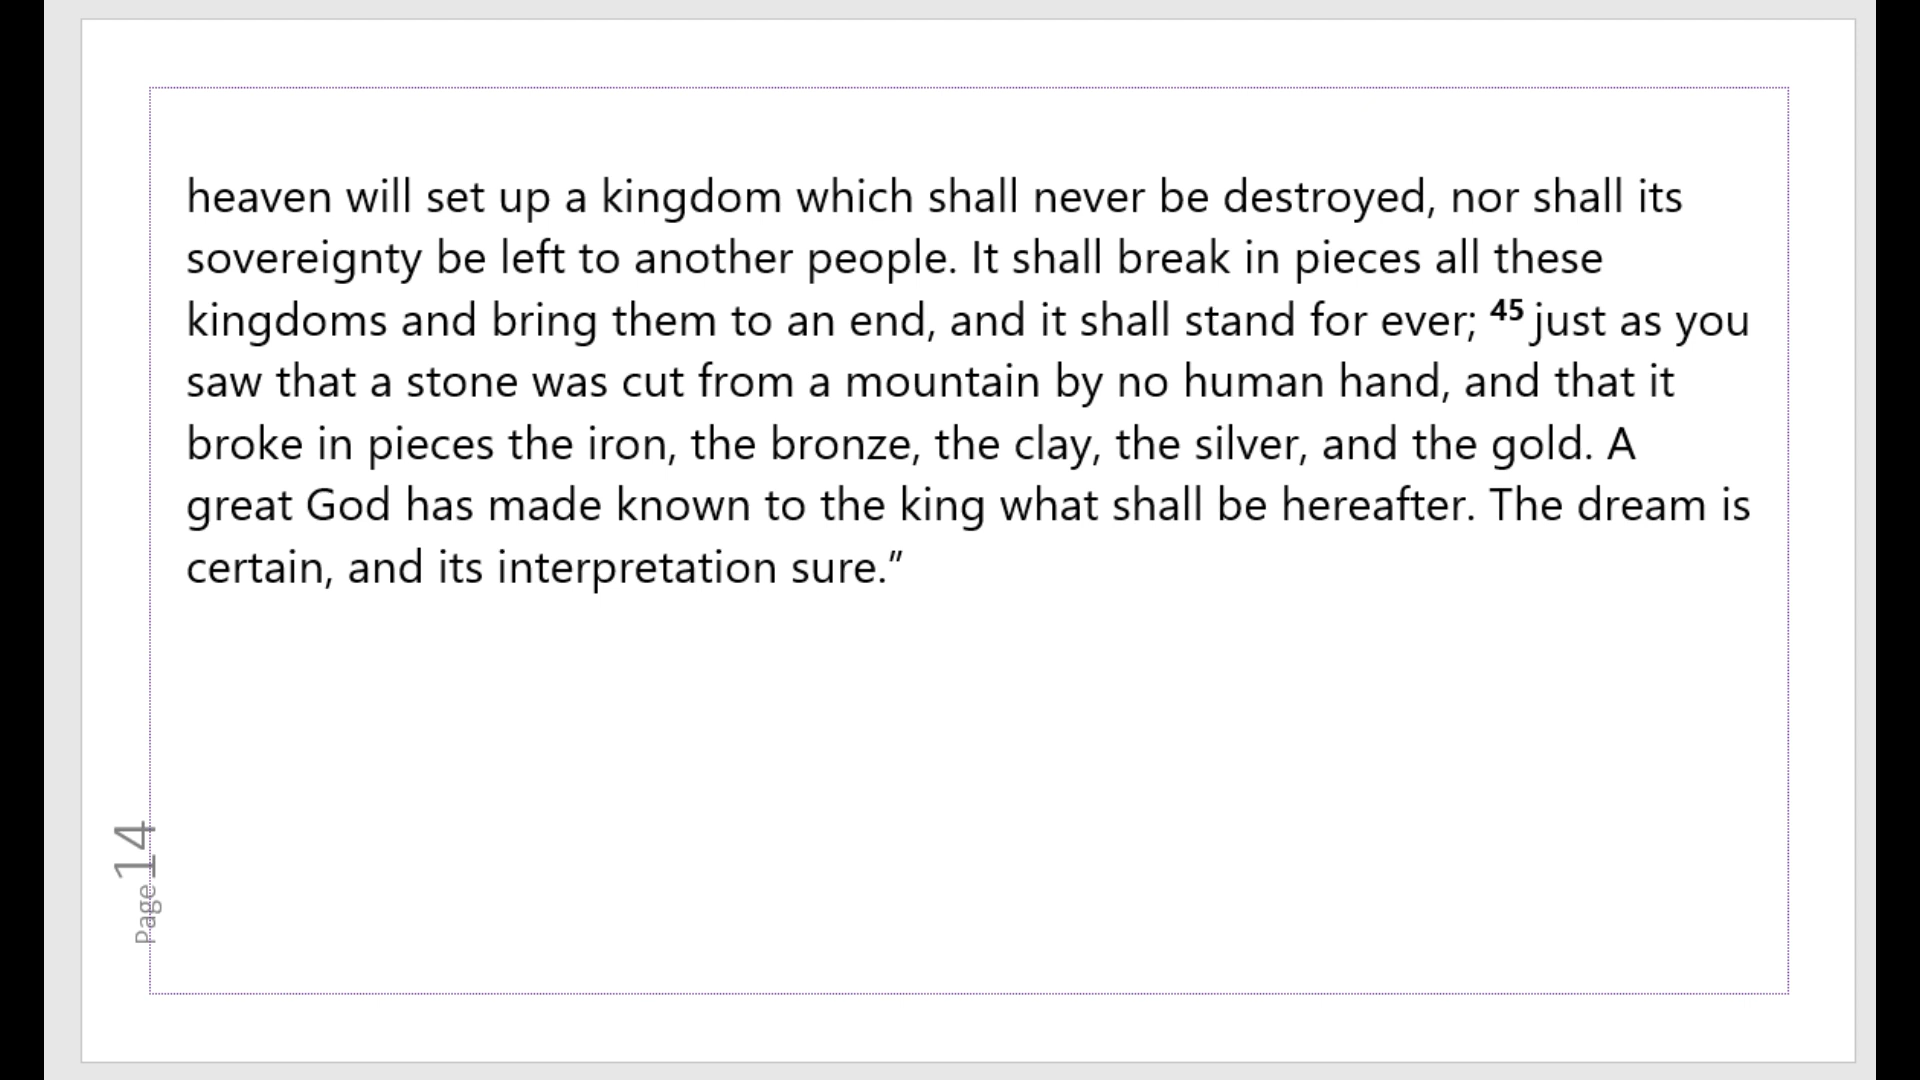 heaven will set up a kingdom which shall never be destroyed, nor shall its
sovereignty be left to another people. It shall break in pieces all these
kingdoms and bring them to an end, and it shall stand for ever; 45 just as you
saw that a stone was cut from a mountain by no human hand, and that it
broke in pieces the iron, the bronze, the clay, the silver, and the gold. A
great God has made known to the king what shall be hereafter. The dream is
certain, and its interpretation sure.”
Page 14